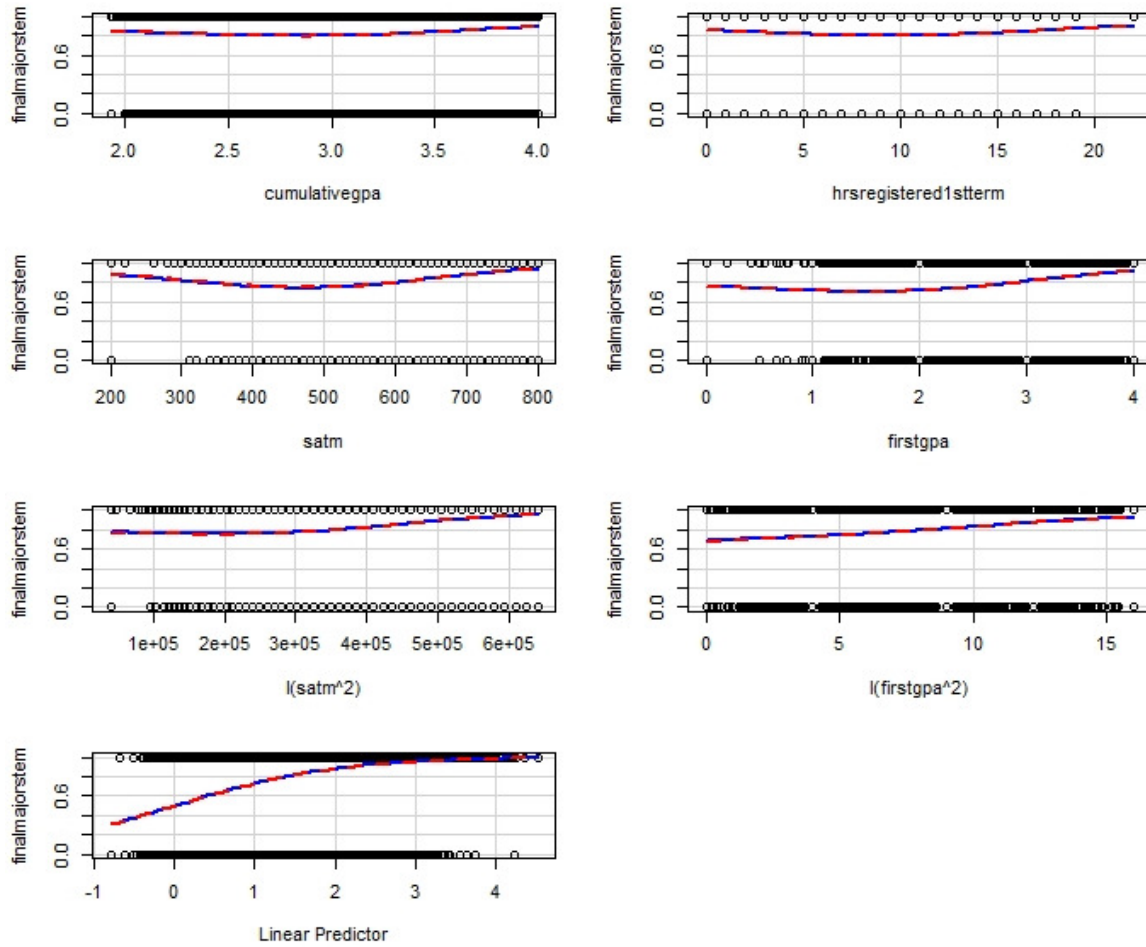 finalmajorstem
0.0 0.6
2.0 2.5 3.0 3.5 4.0
cumulativegpa
finalmajorstem
0.0 0.6
0 5 10 15 20
hrsregistered1stterm
finalmajorstem
0.0 0.6
200 300 400 500 600 700 800
satm
finalmajorstem
0.0 0.6
0 1 2 3 4
firstgpa
finalmajorstem
0.0 0.6
1e+05 2e+05 3e+05 4e+05 5e+05 6e+05
I(satm^2)
finalmajorstem
0.0 0.6
0 5 10 15
I(firstgpa^2)
finalmajorstem
0.0 0.6
-1 0 1 2 3 4
Linear Predictor